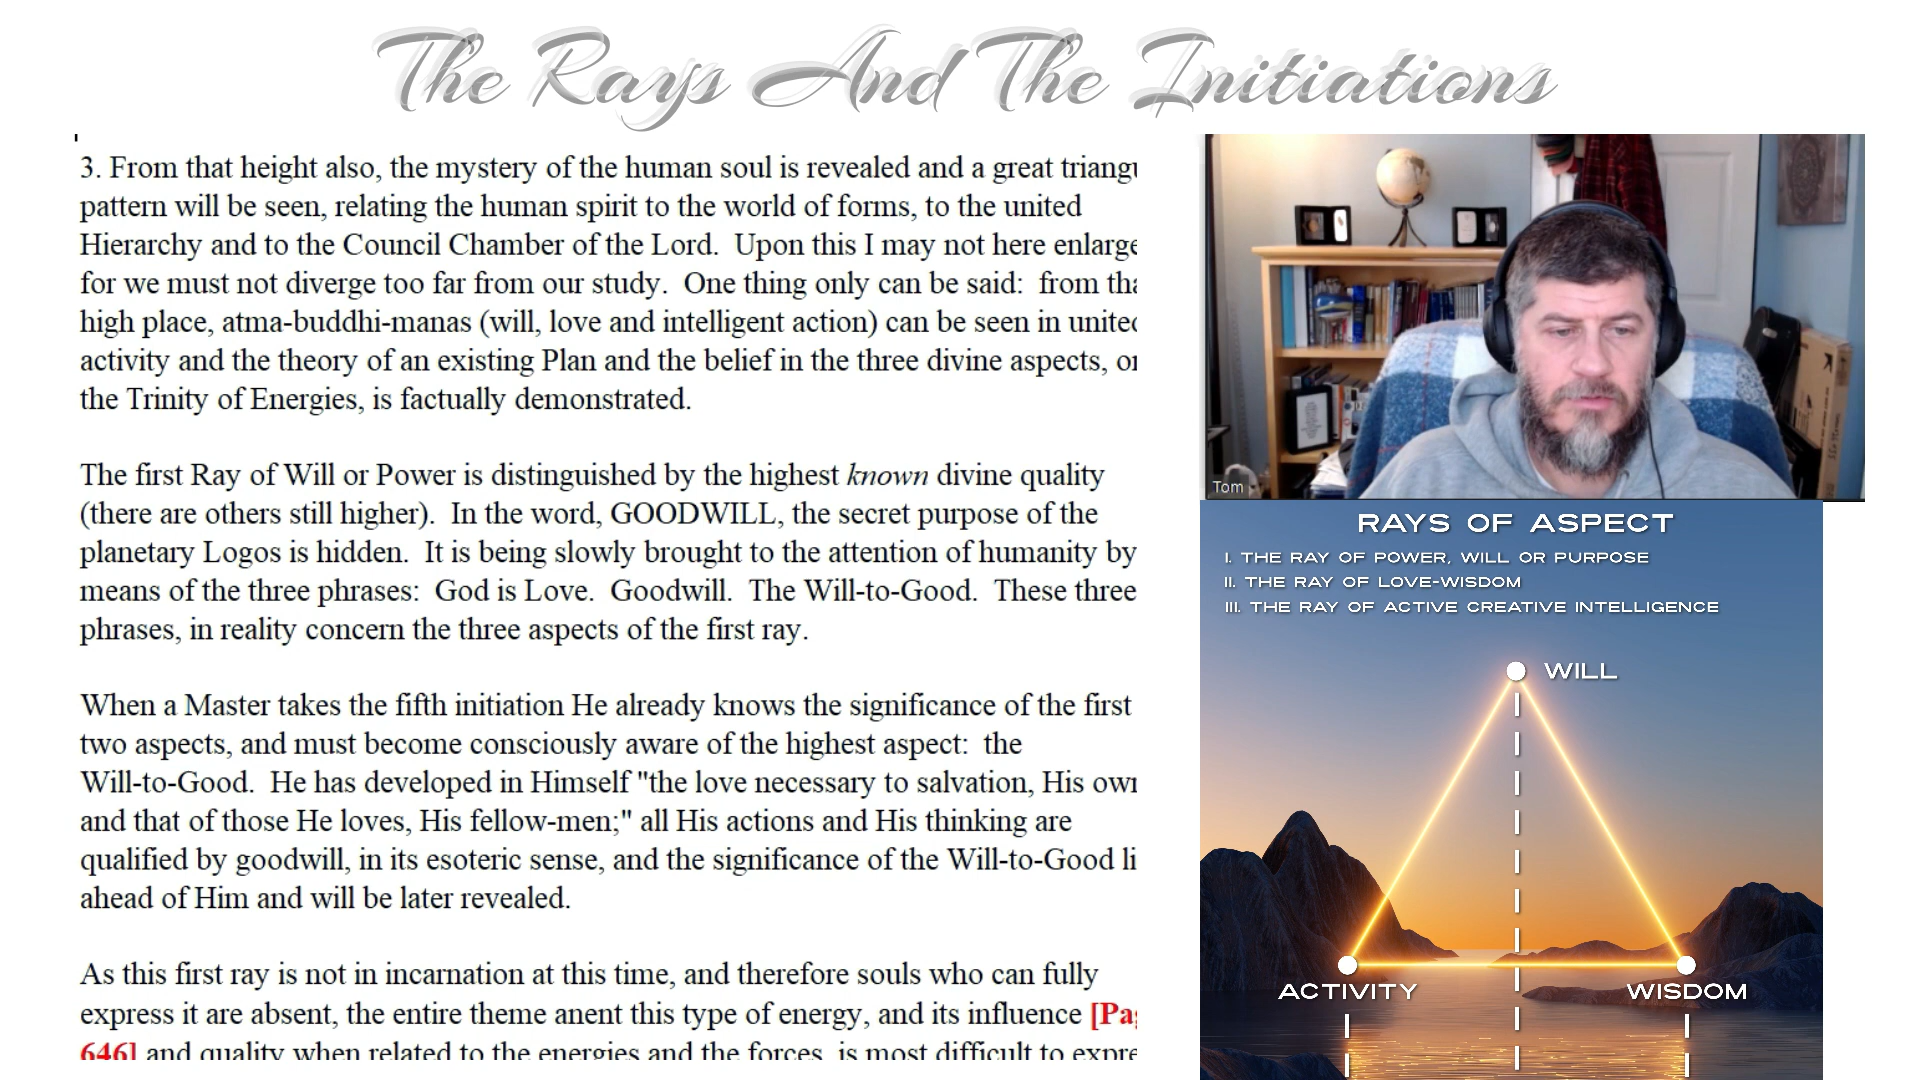 The Rays And The Initiations
3. From that height also, the mystery of the human soul is revealed and a great
pattern will be seen, relating the human spirit to the world of forms, to the united
Hierarchy and to the Council Chamber of the Lord. Upon this I may not here enlarge
for we must not diverge too far from our study. One thing only can be said: from
high place, atma-buddhi-manas (will, love and intelligent action) can be seen in
activity and the theory of an existing Plan and the belief in the three divine aspects, or
the Trinity of Energies, is factually demonstrated.
The first Ray of Will or Power is distinguished by the highest known divine quality
(there are others still higher). In the word, GOODWILL, the secret purpose of the
planetary Logos is hidden. It is being slowly brought to the attention of humanity by
means of the three phrases: God is Love. Goodwill. The Will-to-Good. These three
phrases, in reality concern the three aspects of the first ray.
When a Master takes the fifth initiation He already knows the significance of the first
two aspects, and must become consciously aware of the highest aspect: the
Will-to-Good. He has developed in Himself "the love necessary to salvation, His own
and that of those He loves, His fellow-men;" all His actions and His thinking are
qualified by goodwill, in its esoteric sense, and the significance of the Will-to-Good
ahead of Him and will be later revealed.
As this first ray is not in incarnation at this time, and therefore souls who can fully
express it are absent, the entire theme anent this type of energy, and its influence
646] and quality when related to the energies and the forces, is most difficult to
Tom
RAYS OF ASPECT
I. THE RAY OF POWER, WILL OR PURPOSE
II. THE RAY OF LOVE-WISDOM
III. THE RAY OF ACTIVE CREATIVE INTELLIGENCE
WILL
ACTIVITY
WISDOM